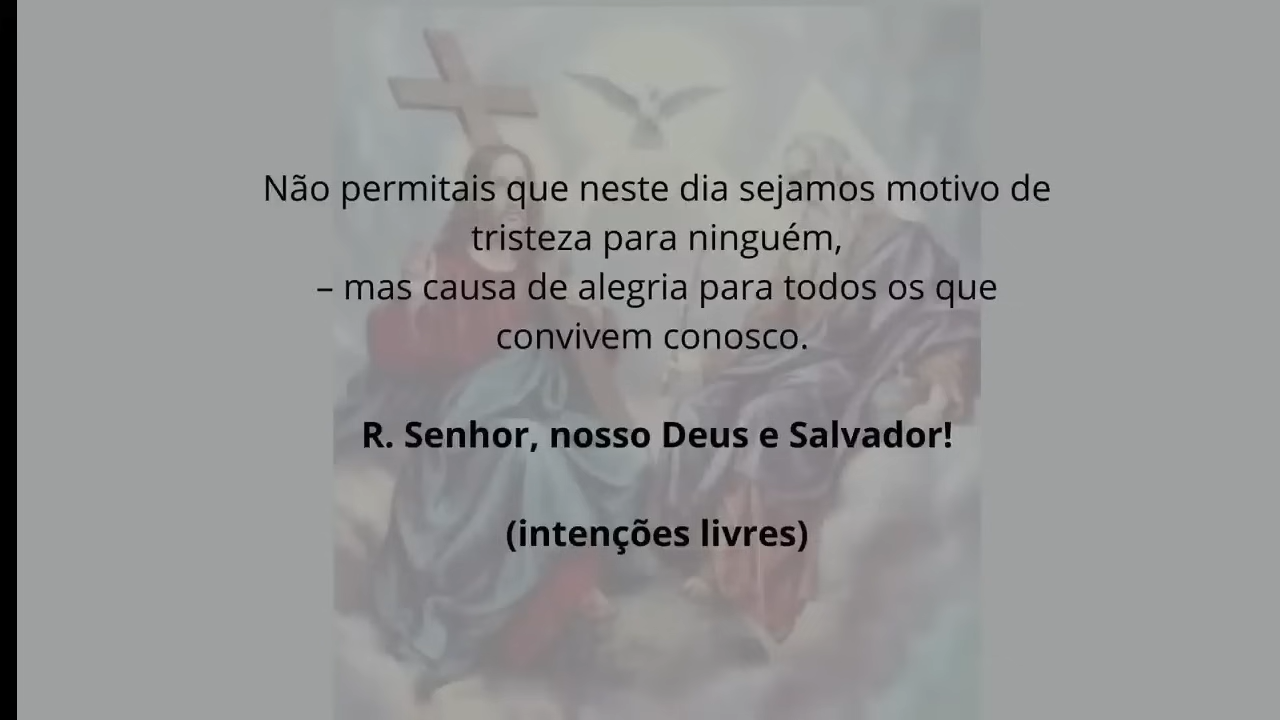 Não permitais que neste dia sejamos motivo de
tristeza para ninguém,
– mas causa de alegria para todos os que
convivem conosco.
R. Senhor, nosso Deus e Salvador!
(intenções livres)